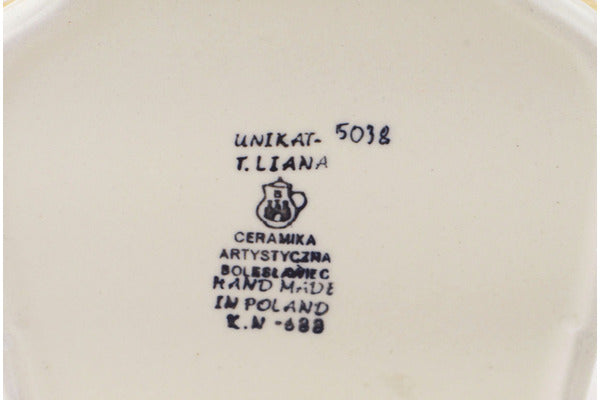 UNIKAT- 5038
T. LIANA
B
CERAMIKA
ARTYSTYCZNA
BOLESŁAWIEC
HAND MADE
IN POLAND
K.N -688